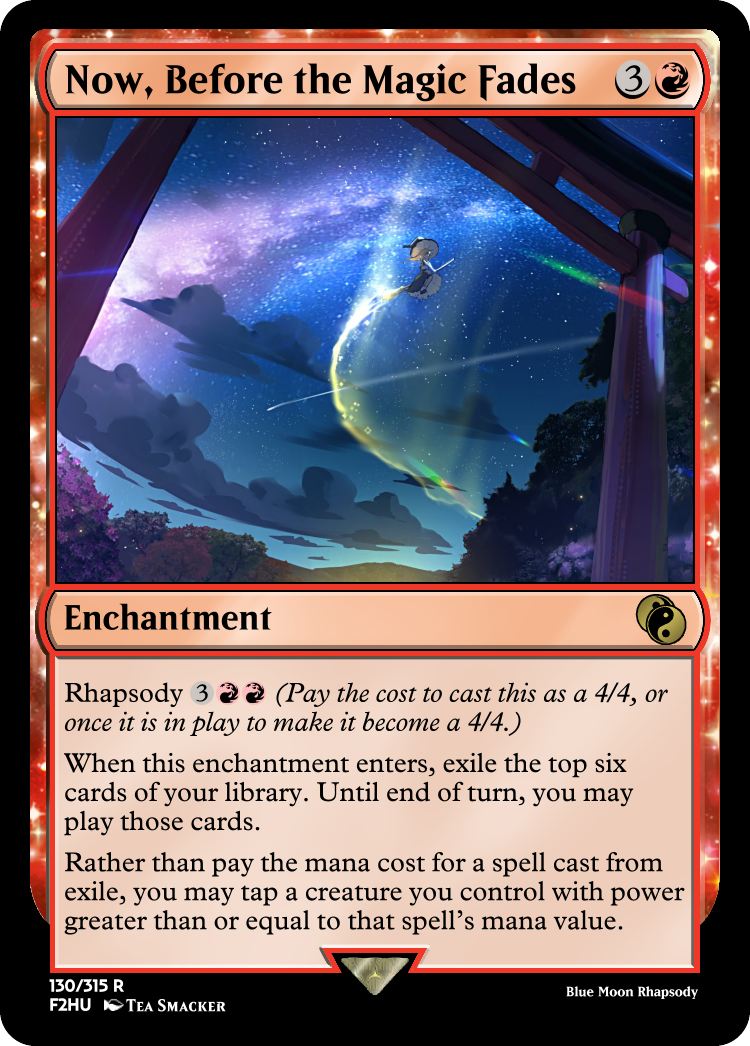 Now, Before the Magic Fades 3
Enchantment
Rhapsody 3 (Pay the cost to cast this as a 4/4, or
once it is in play to make it become a 4/4.)
When this enchantment enters, exile the top six
cards of your library. Until end of turn, you may
play those cards.
Rather than pay the mana cost for a spell cast from
exile, you may tap a creature you control with power
greater than or equal to that spell's mana value.
130/315 R
F2HU Tea Smacker
Blue Moon Rhapsody